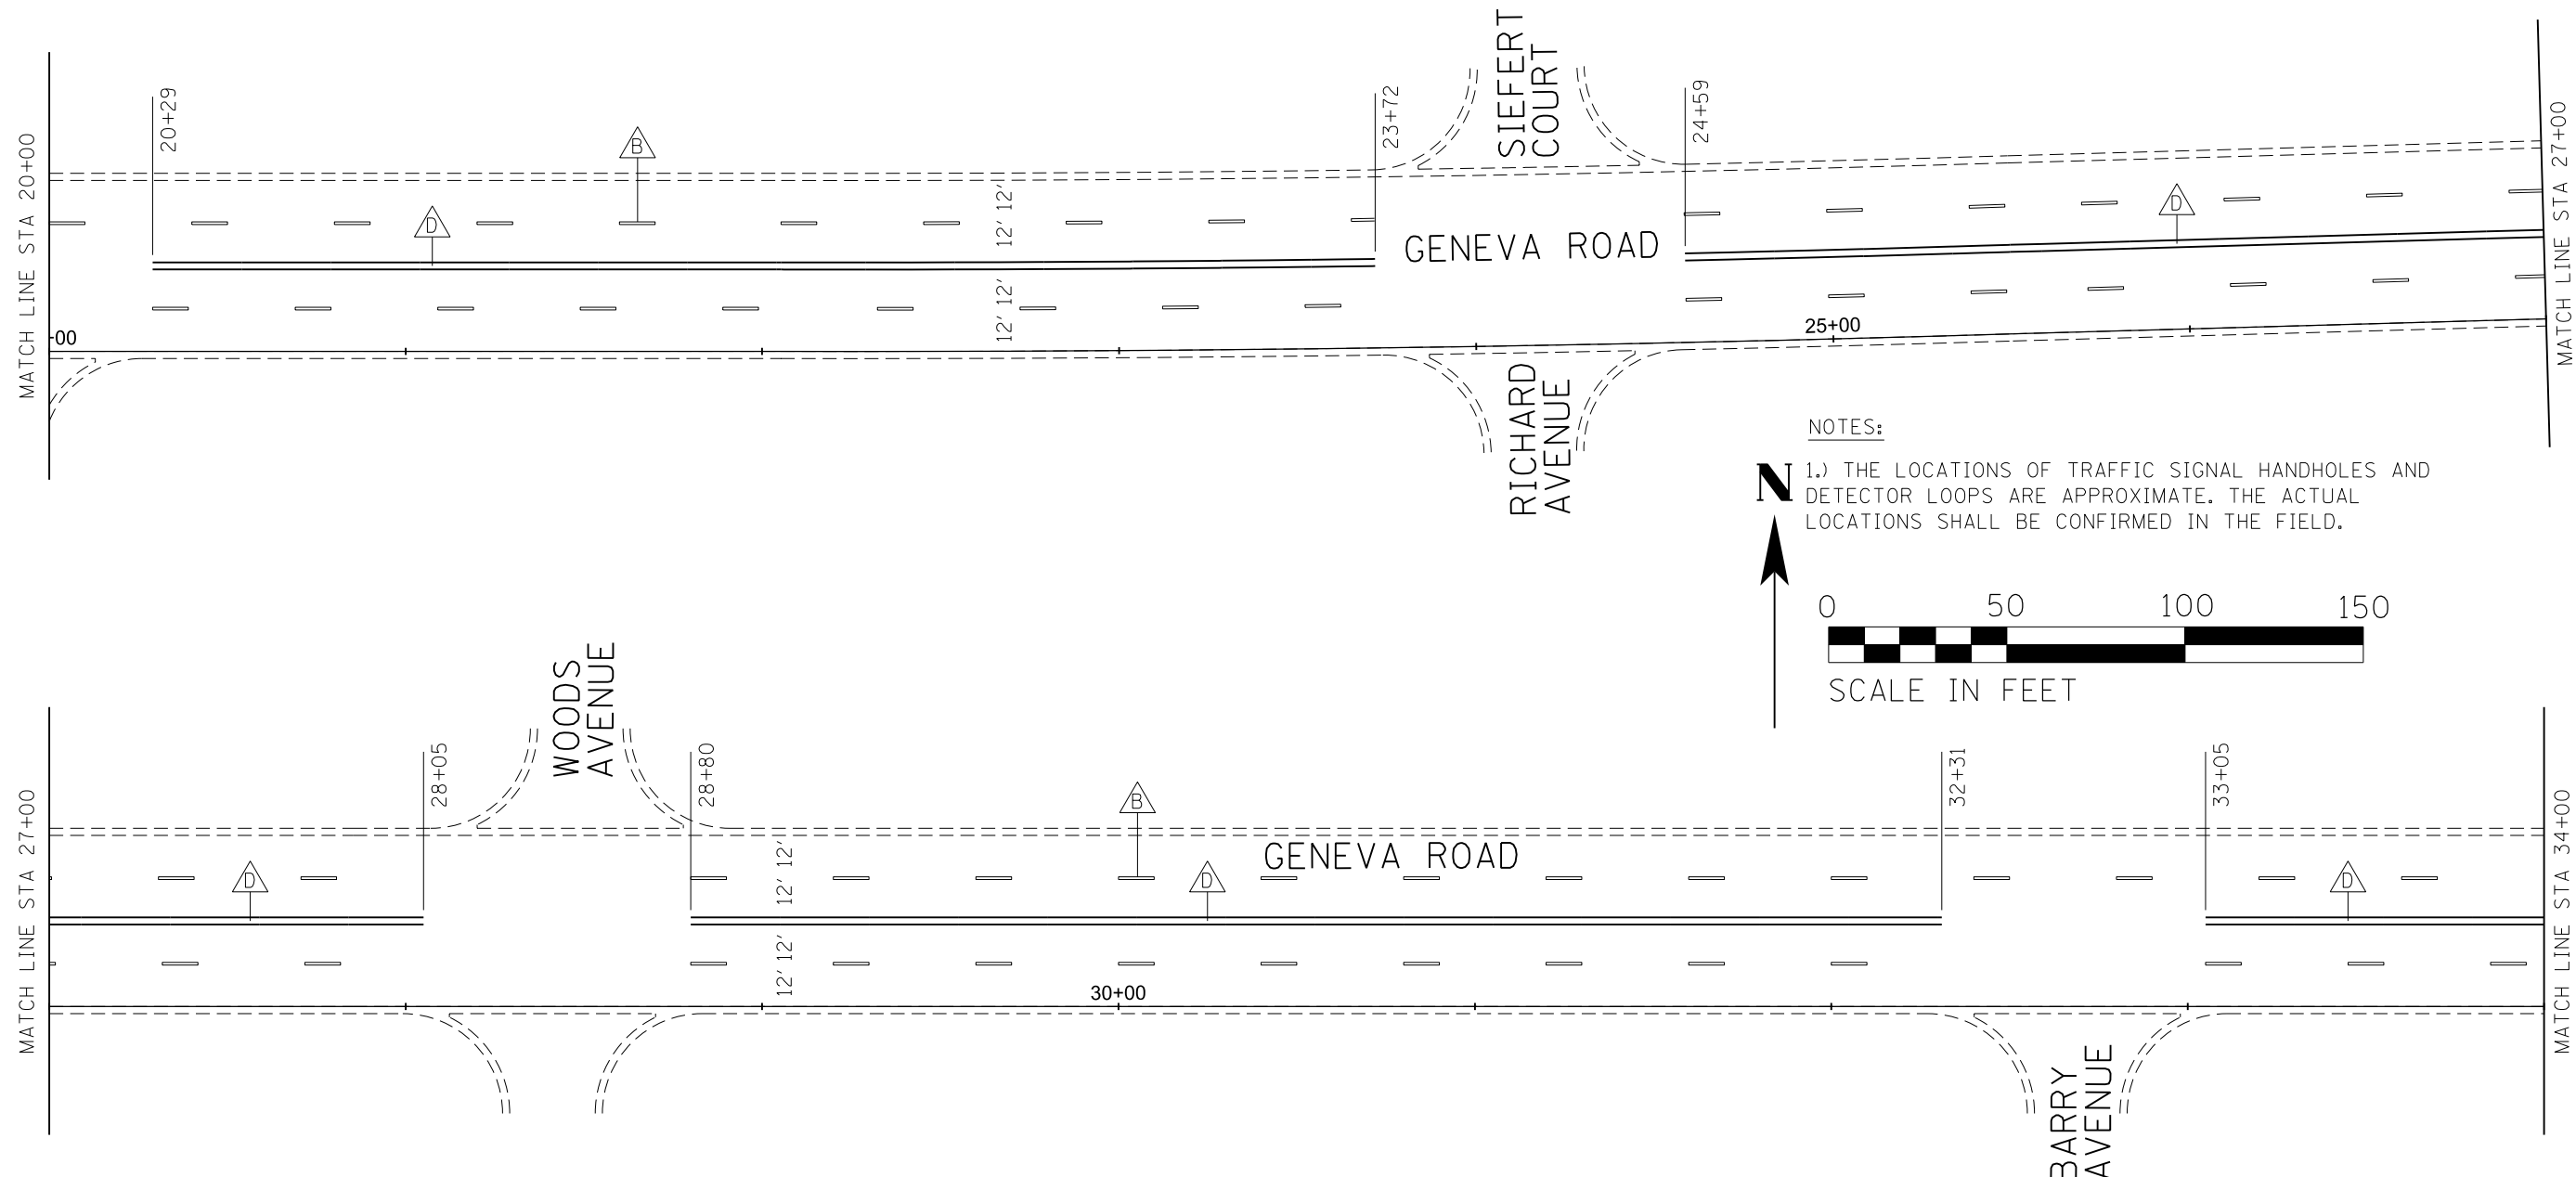 MATCH LINE STA 20+00
20+29
B
D
12' 12'
12' 12'
-00
23+72
SIEFERT
COURT
24+59
GENEVA ROAD
D
25+00
RICHARD
AVENUE
MATCH LINE STA 27+00
NOTES:
1.) THE LOCATIONS OF TRAFFIC SIGNAL HANDHOLES AND
DETECTOR LOOPS ARE APPROXIMATE. THE ACTUAL
LOCATIONS SHALL BE CONFIRMED IN THE FIELD.
N
0 50 100 150
SCALE IN FEET
MATCH LINE STA 27+00
D
28+05
WOODS
AVENUE
28+80
12' 12'
12' 12'
B
GENEVA ROAD
D
30+00
32+31
33+05
D
BARRY
AVENUE
MATCH LINE STA 34+00